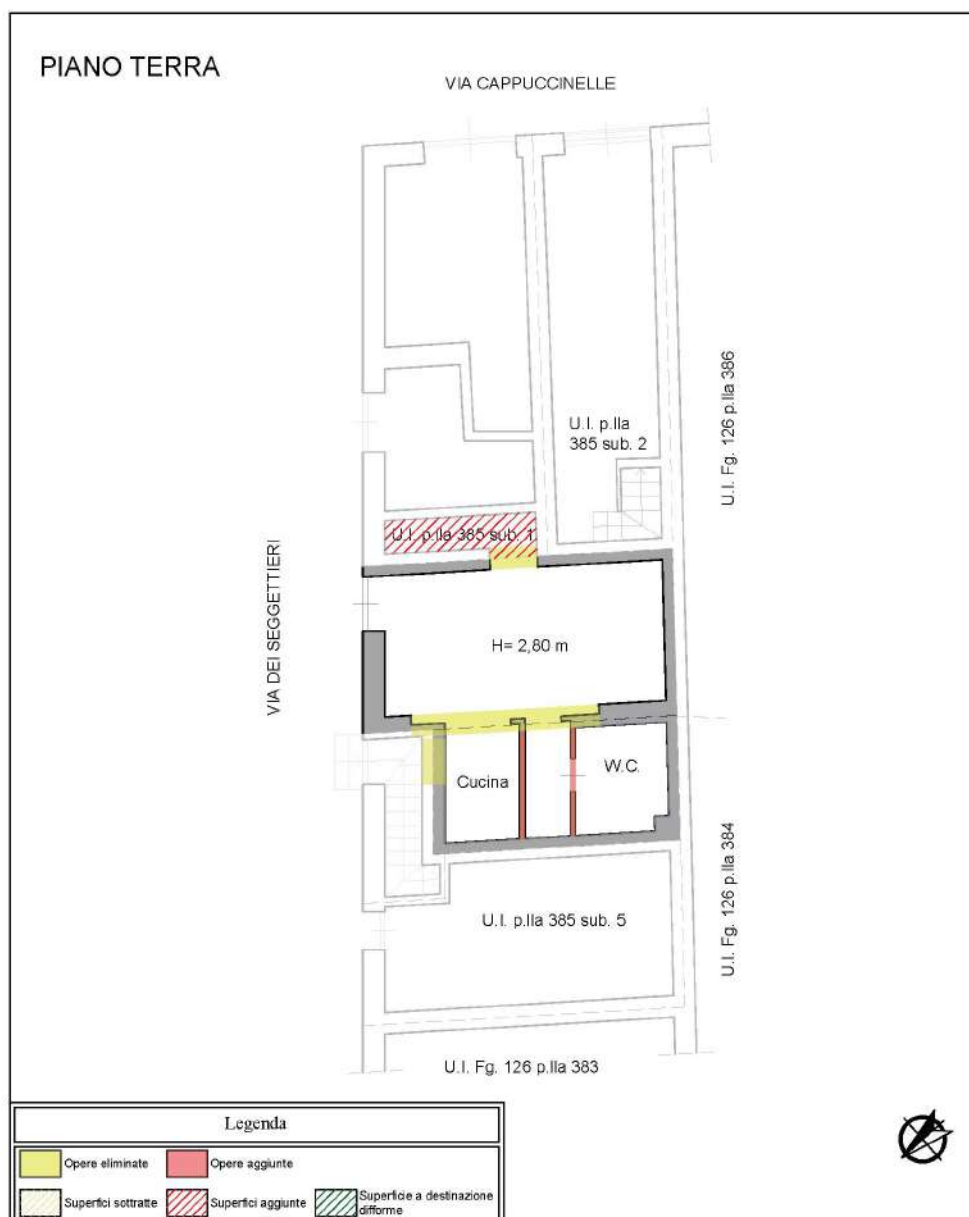 PIANO TERRA
VIA CAPPUCCINELLE
U.I. p.lla
385 sub. 2
U.I. Fg. 126 p.lla 386
U.I. p.lla 385 sub. 1
VIA DEI SEGGETTIERI
H= 2,80 m
Cucina
W.C.
U.I. Fg. 126 p.lla 384
U.I. p.lla 385 sub. 5
U.I. Fg. 126 p.lla 383
Legenda
Opere eliminate
Opere aggiunte
Superfici sottratte
Superfici aggiunte
Superficie a destinazione
difforme